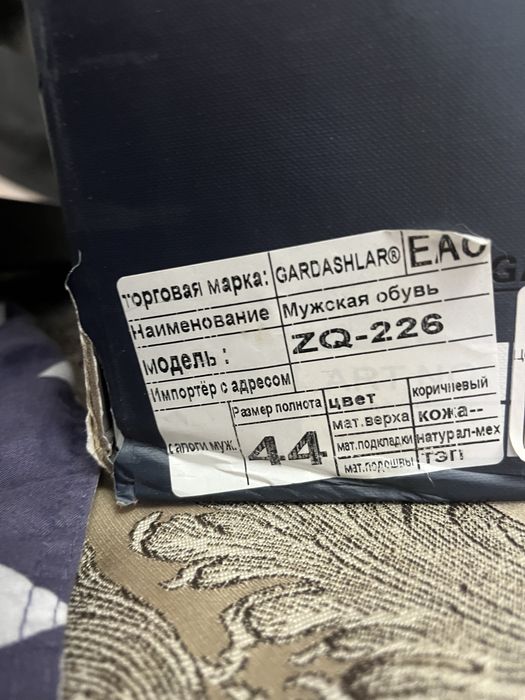 торговая марка: GARDASHLAR® EAC
Наименование Мужская обувь
модель : ZQ-226
Импортёр с адресом
Размер полнота цвет коричневый
сапоги муж. 44 мат.верха кожа--
мат.подкладки натурал-мех
мат.подошвы тэп